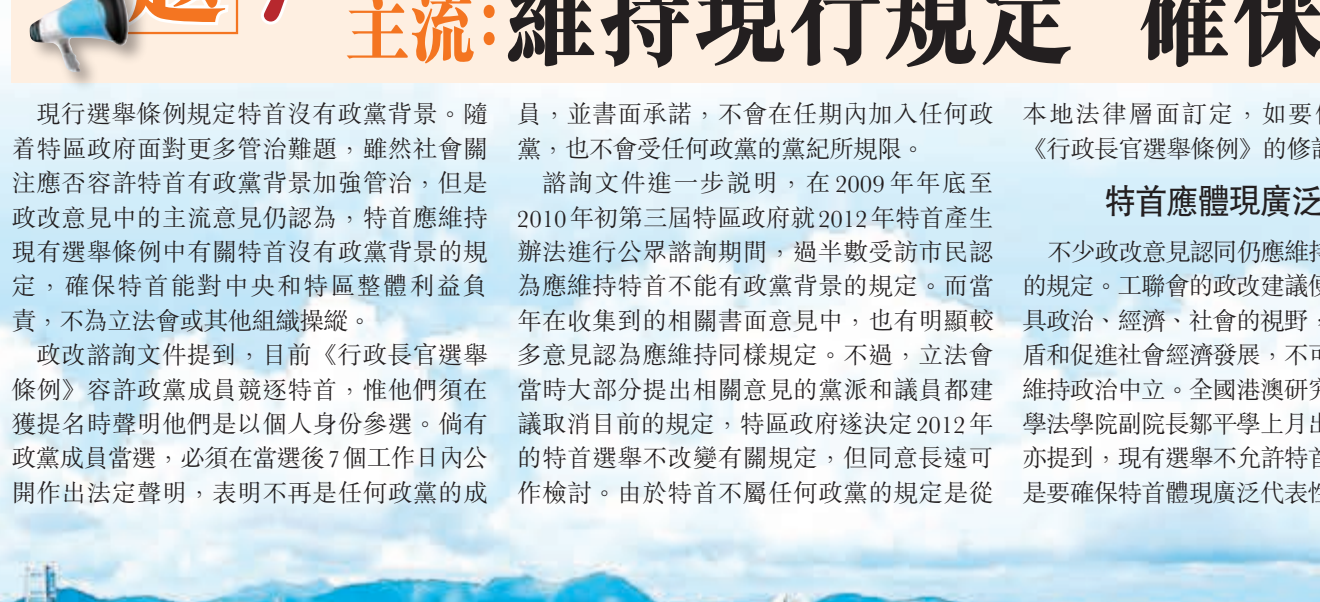 主流：維持現行規定　確保
現行選舉條例規定特首沒有政黨背景。隨
着特區政府面對更多管治難題，雖然社會關
注應否容許特首有政黨背景加強管治，但是
政改意見中的主流意見仍認為，特首應維持
現有選舉條例中有關特首沒有政黨背景的規
定，確保特首能對中央和特區整體利益負
責，不為立法會或其他組織操縱。
政改諮詢文件提到，目前《行政長官選舉
條例》容許政黨成員競逐特首，惟他們須在
獲提名時聲明他們是以個人身份參選。倘有
政黨成員當選，必須在當選後7個工作日內公
開作出法定聲明，表明不再是任何政黨的成
員，並書面承諾，不會在任期內加入任何政
黨，也不會受任何政黨的黨紀所規限。
諮詢文件進一步説明，在2009年年底至
2010年初第三屆特區政府就2012年特首產生
辦法進行公眾諮詢期間，過半數受訪市民認
為應維持特首不能有政黨背景的規定。而當
年在收集到的相關書面意見中，也有明顯較
多意見認為應維持同樣規定。不過，立法會
當時大部分提出相關意見的黨派和議員都建
議取消目前的規定，特區政府遂決定2012年
的特首選舉不改變有關規定，但同意長遠可
作檢討。由於特首不屬任何政黨的規定是從
本地法律層面訂定，如要
《行政長官選舉條例》的修
特首應體現廣泛
不少政改意見認同仍應維持
的規定。工聯會的政改建議
具政治、經濟、社會的視野，
盾和促進社會經濟發展，不可
維持政治中立。全國港澳研究
學法學院副院長鄒平學上月出
亦提到，現有選舉不允許特首
是要確保特首體現廣泛代表性